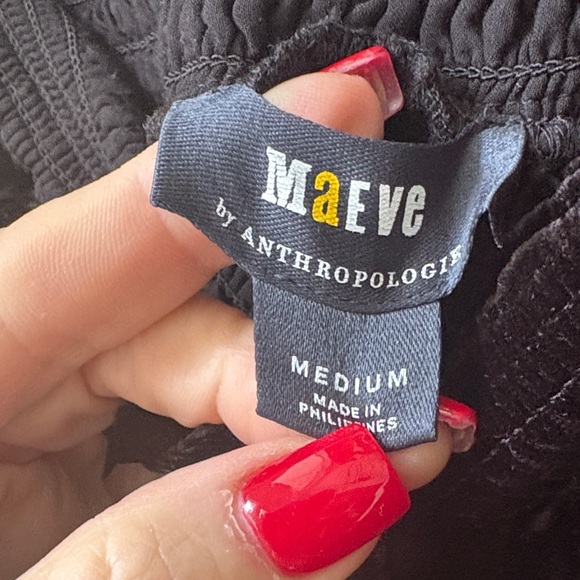 MaEVe
by ANTHROPOLOGIE
MEDIUM
MADE IN
PHILIPPINES